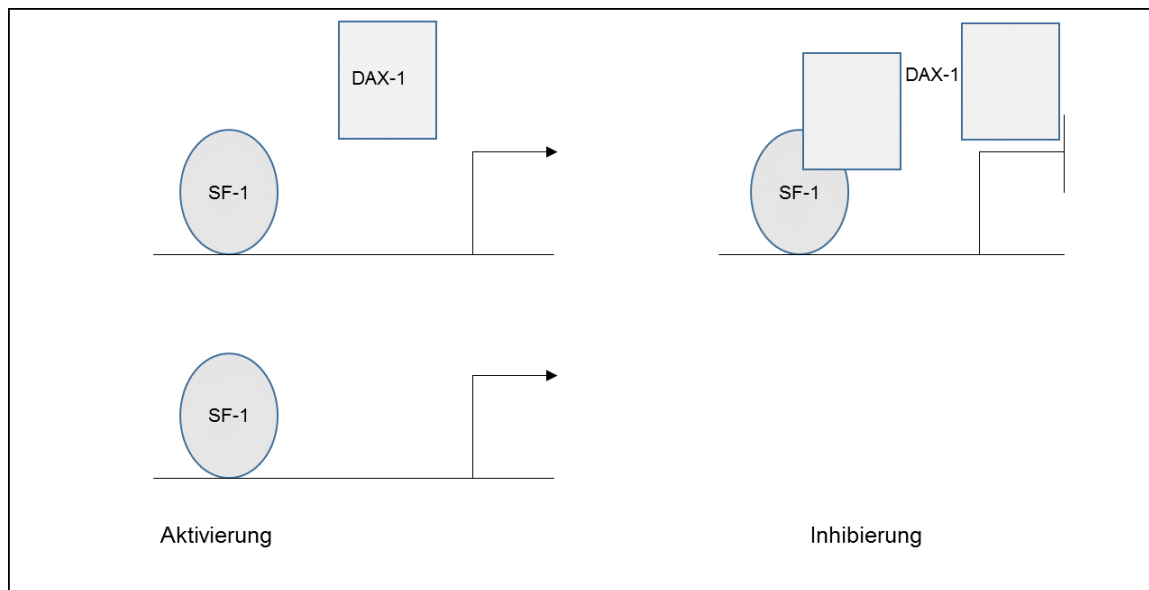 DAX-1
DAX-1
SF-1
SF-1
SF-1
Aktivierung
Inhibierung